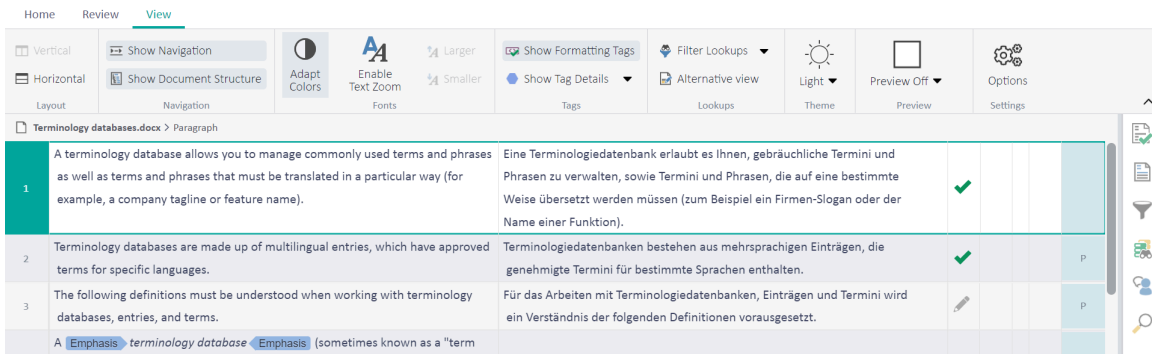 Home Review View
Vertical Show Navigation Larger Show Formatting Tags Filter Lookups
Horizontal Show Document Structure Adapt Colors Enable Text Zoom Smaller Show Tag Details Alternative view Light Preview Off Options
Layout Navigation Fonts Tags Lookups Theme Preview Settings
Terminology databases.docx > Paragraph
1
A terminology database allows you to manage commonly used terms and phrases
as well as terms and phrases that must be translated in a particular way (for
example, a company tagline or feature name).
Eine Terminologiedatenbank erlaubt es Ihnen, gebräuchliche Termini und
Phrasen zu verwalten, sowie Termini und Phrasen, die auf eine bestimmte
Weise übersetzt werden müssen (zum Beispiel ein Firmen-Slogan oder der
Name einer Funktion).
2
Terminology databases are made up of multilingual entries, which have approved
terms for specific languages.
Terminologiedatenbanken bestehen aus mehrsprachigen Einträgen, die
genehmigte Termini für bestimmte Sprachen enthalten.
P
3
The following definitions must be understood when working with terminology
databases, entries, and terms.
Für das Arbeiten mit Terminologiedatenbanken, Einträgen und Termini wird
ein Verständnis der folgenden Definitionen vorausgesetzt.
P
A Emphasis terminology database Emphasis (sometimes known as a "term